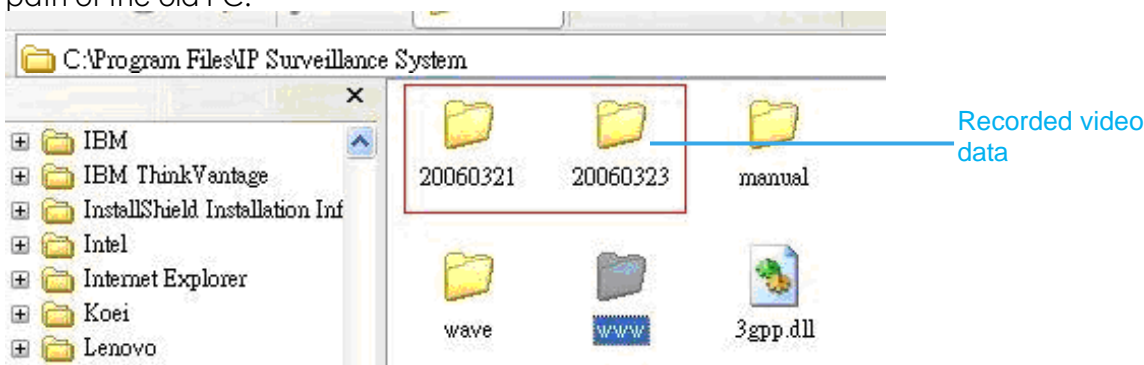 path of the old PC.
C:\Program Files\IP Surveillance System
IBM
IBM ThinkVantage
InstallShield Installation Inf
Intel
Internet Explorer
Koei
Lenovo
20060321 20060323 manual
wave www 3gpp.dll
Recorded video
data